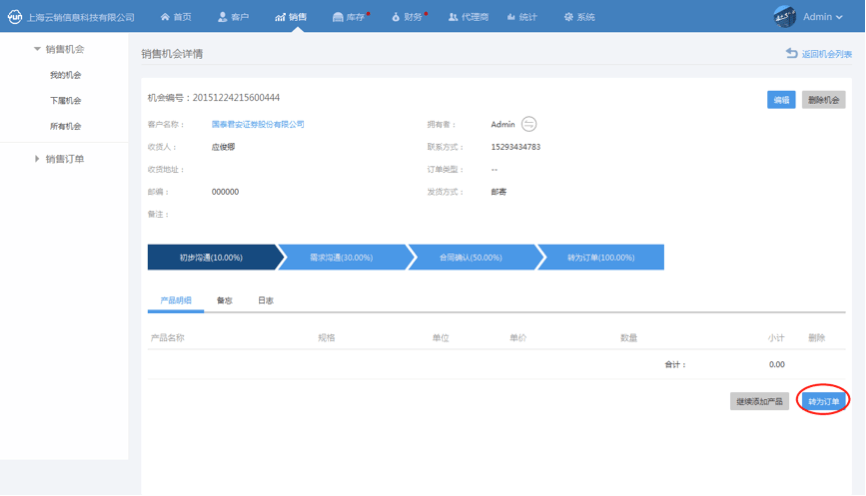 yun 上海云销信息科技有限公司 首页 客户 销售 库存 财务 代理商 统计 系统 Admin
销售机会
我的机会
下属机会
所有机会
销售订单
销售机会详情 返回机会列表
机会编号：20151224215600444 编辑 删除机会
客户名称： 国泰君安证券股份有限公司 拥有者： Admin
收货人： 应俊卿 联系方式： 15293434783
收货地址： 订单类型： --
邮编： 000000 发货方式： 邮寄
备注：
初步沟通(10.00%) 需求沟通(30.00%) 合同确认(50.00%) 转为订单(100.00%)
产品明细 备忘 日志
产品名称 规格 单位 单价 数量 小计 删除
合计： 0.00
继续添加产品 转为订单